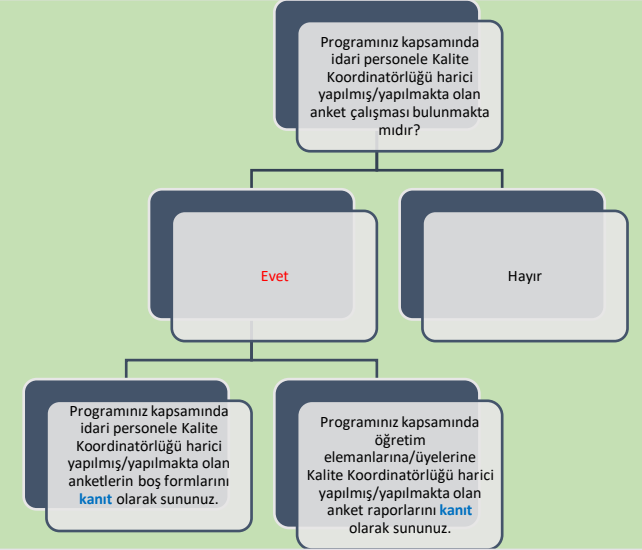 Programınız kapsamında
idari personele Kalite
Koordinatörlüğü harici
yapılmış/yapılmakta olan
anket çalışması bulunmakta
mıdır?
Evet
Hayır
Programınız kapsamında
idari personele Kalite
Koordinatörlüğü harici
yapılmış/yapılmakta olan
anketlerin boş formlarını
kanıt olarak sununuz.
Programınız kapsamında
öğretim
elemanlarına/üyelerine
Kalite Koordinatörlüğü harici
yapılmış/yapılmakta olan
anket raporlarını kanıt
olarak sununuz.